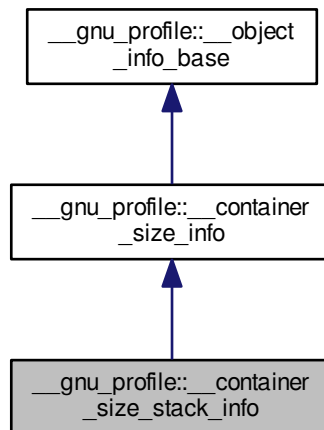 __gnu_profile::__object
_info_base
__gnu_profile::__container
_size_info
__gnu_profile::__container
_size_stack_info